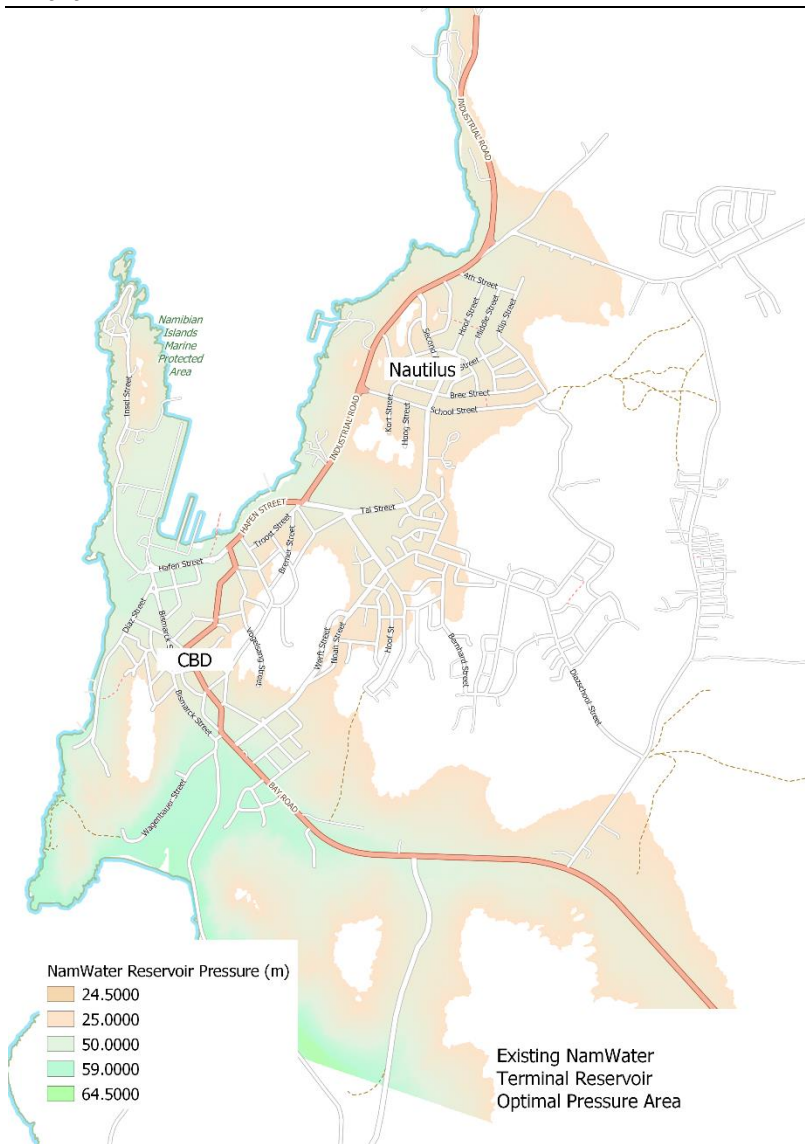 INDUSTRIAL ROAD
4th Street
Hoof Street
Middle Street
Klip Street
Second
Street
Nautilus
Namibian
Islands
Marine
Protected
Area
Insel Street
Bree Street
School Street
Kort Street
Hoog Street
INDUSTRIAL ROAD
HAFEN STREET
Tal Street
Troost Street
Bremer Street
Hafen Street
Diaz Street
Bismarck S
CBD
Vogelsang Street
Werft Street
Noah Street
Hoof St
Bernhard Street
Diazschool Street
Bismarck Street
Wagenbauer Street
BAY ROAD
NamWater Reservoir Pressure (m)
24.5000
25.0000
50.0000
59.0000
64.5000
Existing NamWater
Terminal Reservoir
Optimal Pressure Area